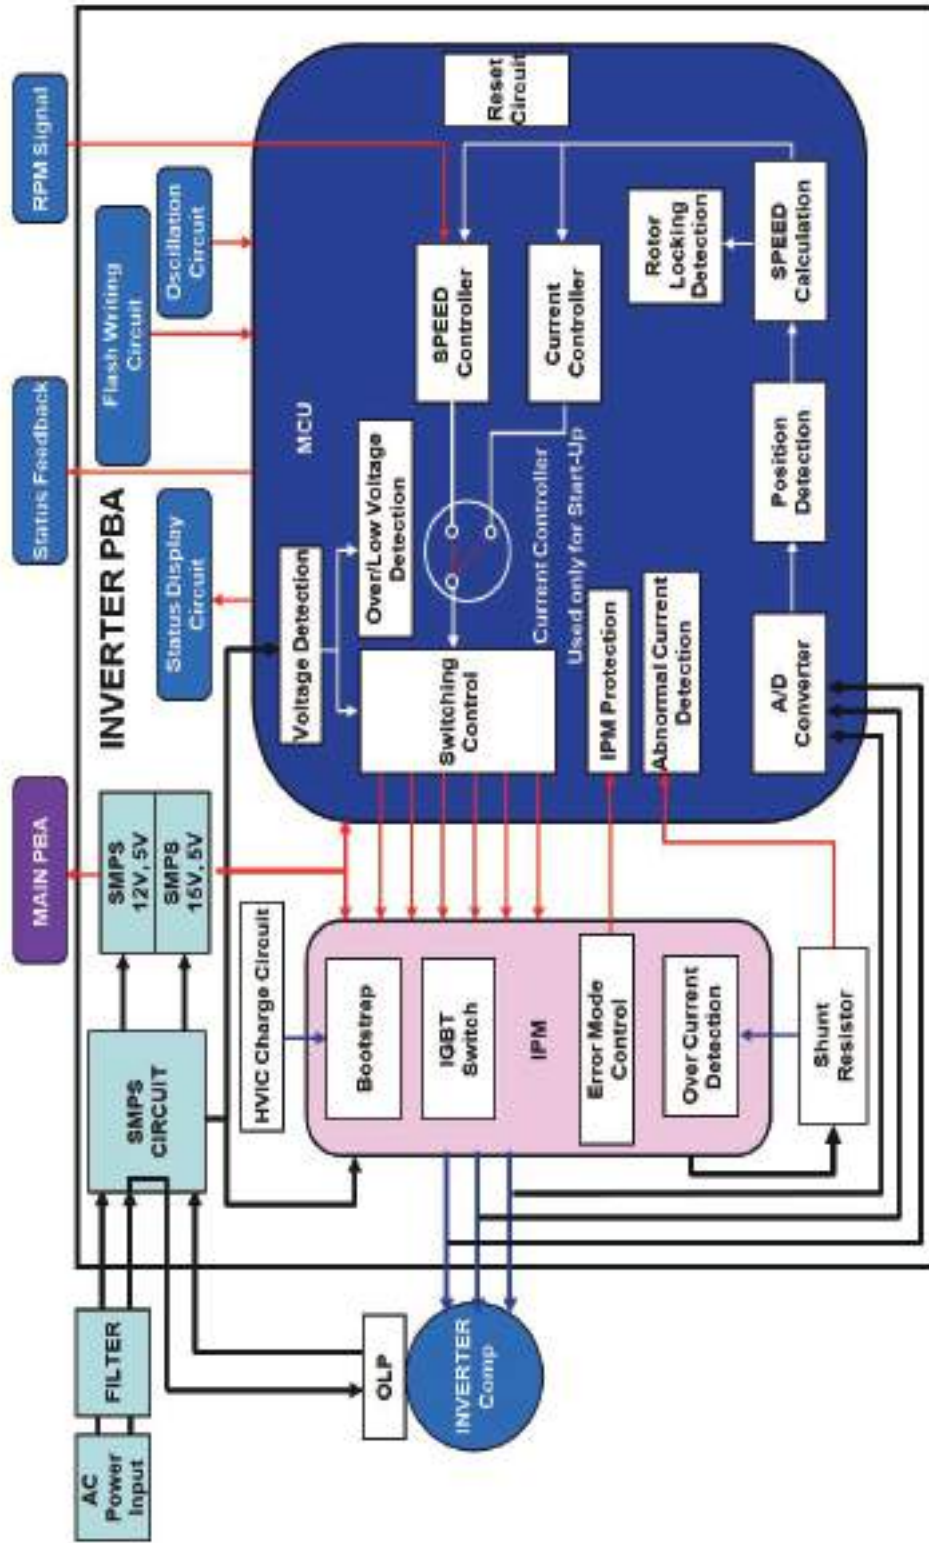 MAIN PBA
Status Feedback
RPM Signal
INVERTER PBA
Flash Writing
Circuit
Status Display
Circuit
Oscillation
Circuit
AC
Power
Input
FILTER
SMPS
CIRCUIT
SMPS
12V, 5V
SMPS
15V, 5V
HVIC Charge Circuit
Voltage Detection
MCU
Over/Low Voltage
Detection
Bootstrap
IGBT
Switch
IPM
Error Mode
Control
Over Current
Detection
Shunt
Resistor
OLP
INVERTER
Comp
Switching
Control
SPEED
Controller
Current
Controller
Reset
Circuit
Current Controller
Used only for Start-Up
IPM Protection
Abnormal Current
Detection
Rotor
Locking
Detection
A/D
Converter
Position
Detection
SPEED
Calculation